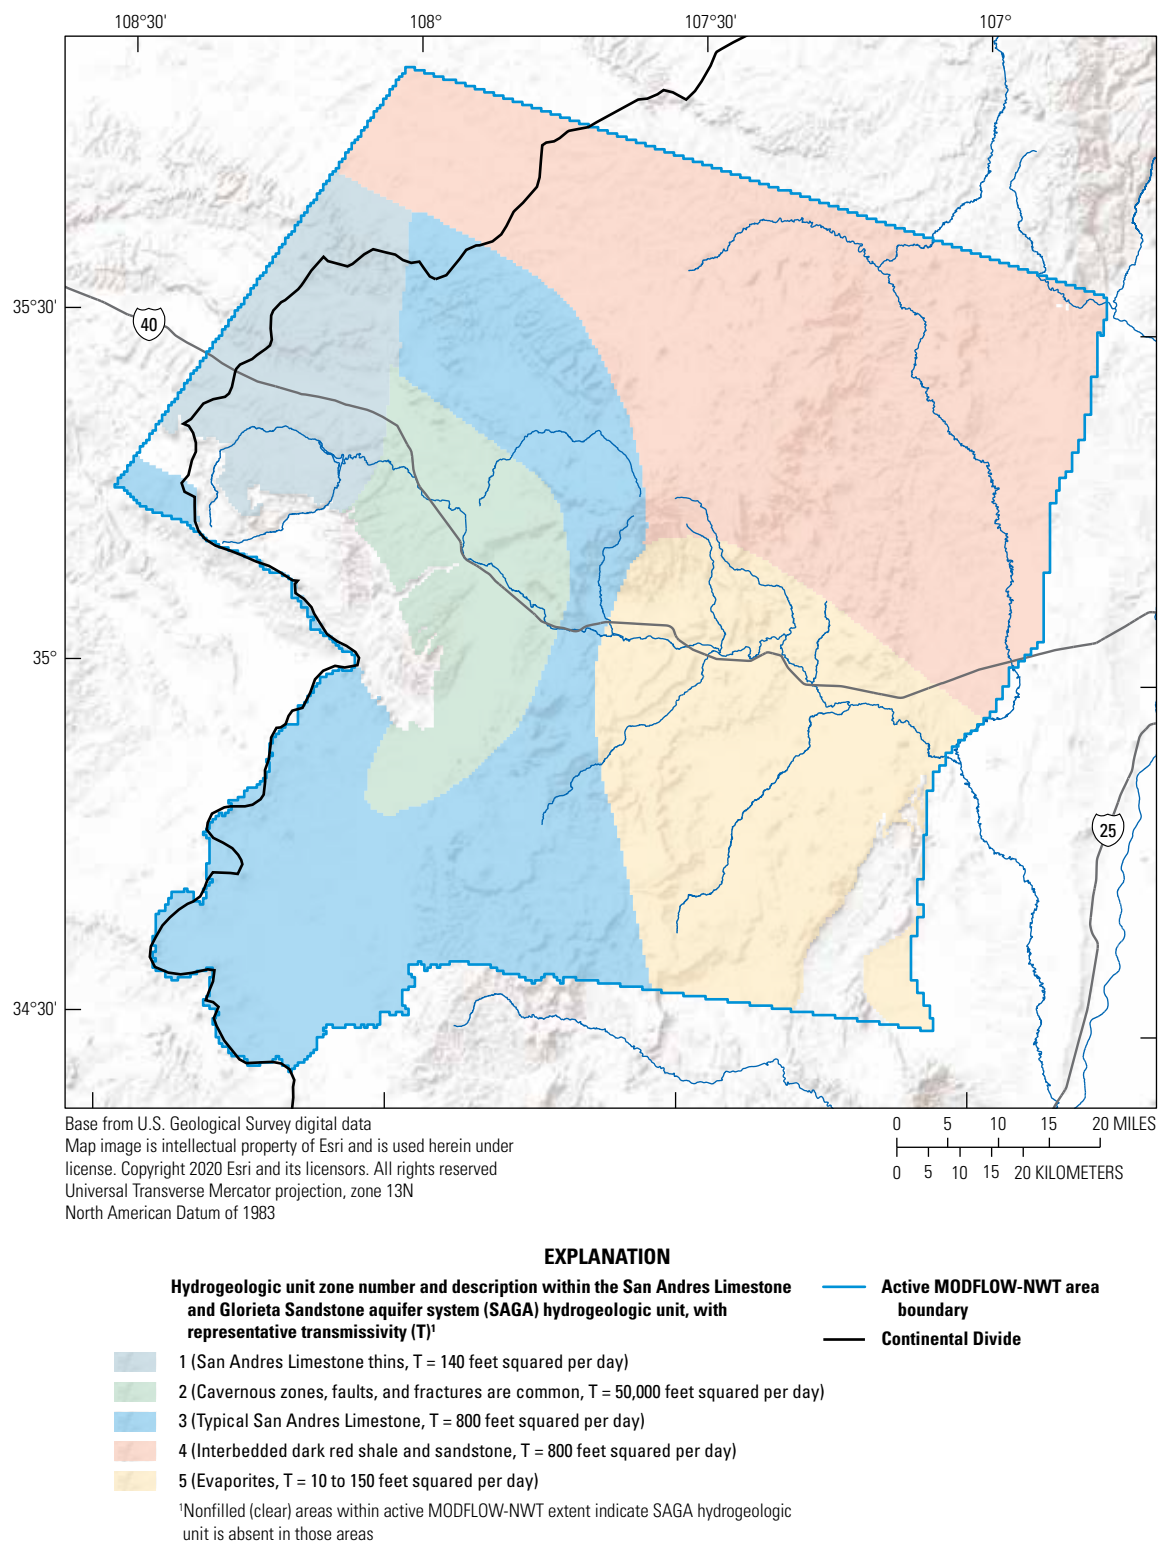 108°30'
108°
107°30'
107°
35°30'
40
35°
25
34°30'
Base from U.S. Geological Survey digital data
Map image is intellectual property of Esri and is used herein under
license. Copyright 2020 Esri and its licensors. All rights reserved
Universal Transverse Mercator projection, zone 13N
North American Datum of 1983
0 5 10 15 20 MILES
0 5 10 15 20 KILOMETERS
EXPLANATION
Hydrogeologic unit zone number and description within the San Andres Limestone
and Glorieta Sandstone aquifer system (SAGA) hydrogeologic unit, with
representative transmissivity (T)¹
1 (San Andres Limestone thins, T = 140 feet squared per day)
2 (Cavernous zones, faults, and fractures are common, T = 50,000 feet squared per day)
3 (Typical San Andres Limestone, T = 800 feet squared per day)
4 (Interbedded dark red shale and sandstone, T = 800 feet squared per day)
5 (Evaporites, T = 10 to 150 feet squared per day)
¹Nonfilled (clear) areas within active MODFLOW-NWT extent indicate SAGA hydrogeologic
unit is absent in those areas
Active MODFLOW-NWT area
boundary
Continental Divide